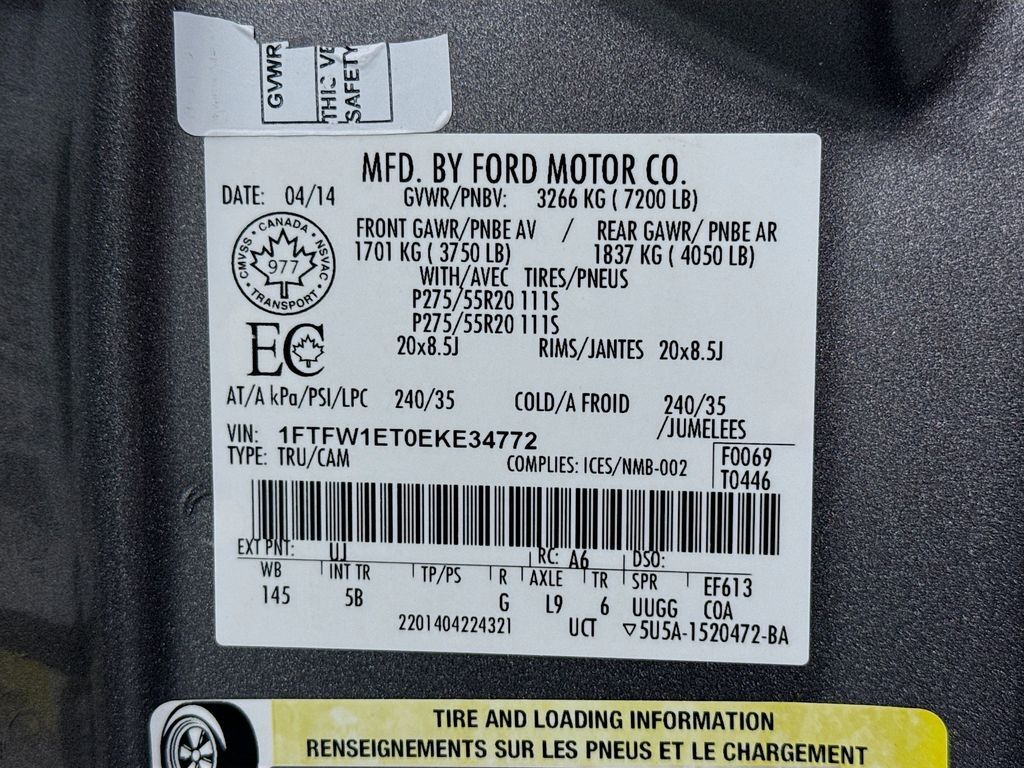 GVWR
THIS VE
SAFETY
MFD. BY FORD MOTOR CO.
DATE: 04/14 GVWR/PNBV: 3266 KG ( 7200 LB)
FRONT GAWR/PNBE AV / REAR GAWR/ PNBE AR
1701 KG ( 3750 LB) 1837 KG ( 4050 LB)
CANADA
CMVSS NSVAC
977
TRANSPORT
WITH/AVEC TIRES/PNEUS
P275/55R20 111S
P275/55R20 111S
EC
20x8.5J RIMS/JANTES 20x8.5J
AT/A kPa/PSI/LPC 240/35 COLD/A FROID 240/35
/JUMELEES
VIN: 1FTFW1ET0EKE34772
TYPE: TRU/CAM COMPLIES: ICES/NMB-002
F0069
T0446
EXT PNT: UJ RC: A6 DSO:
WB INT TR TP/PS R AXLE TR SPR EF613
145 5B G L9 6 UUGG C0A
2201404224321 UCT ▽5U5A-1520472-BA
TIRE AND LOADING INFORMATION
RENSEIGNEMENTS SUR LES PNEUS ET LE CHARGEMENT